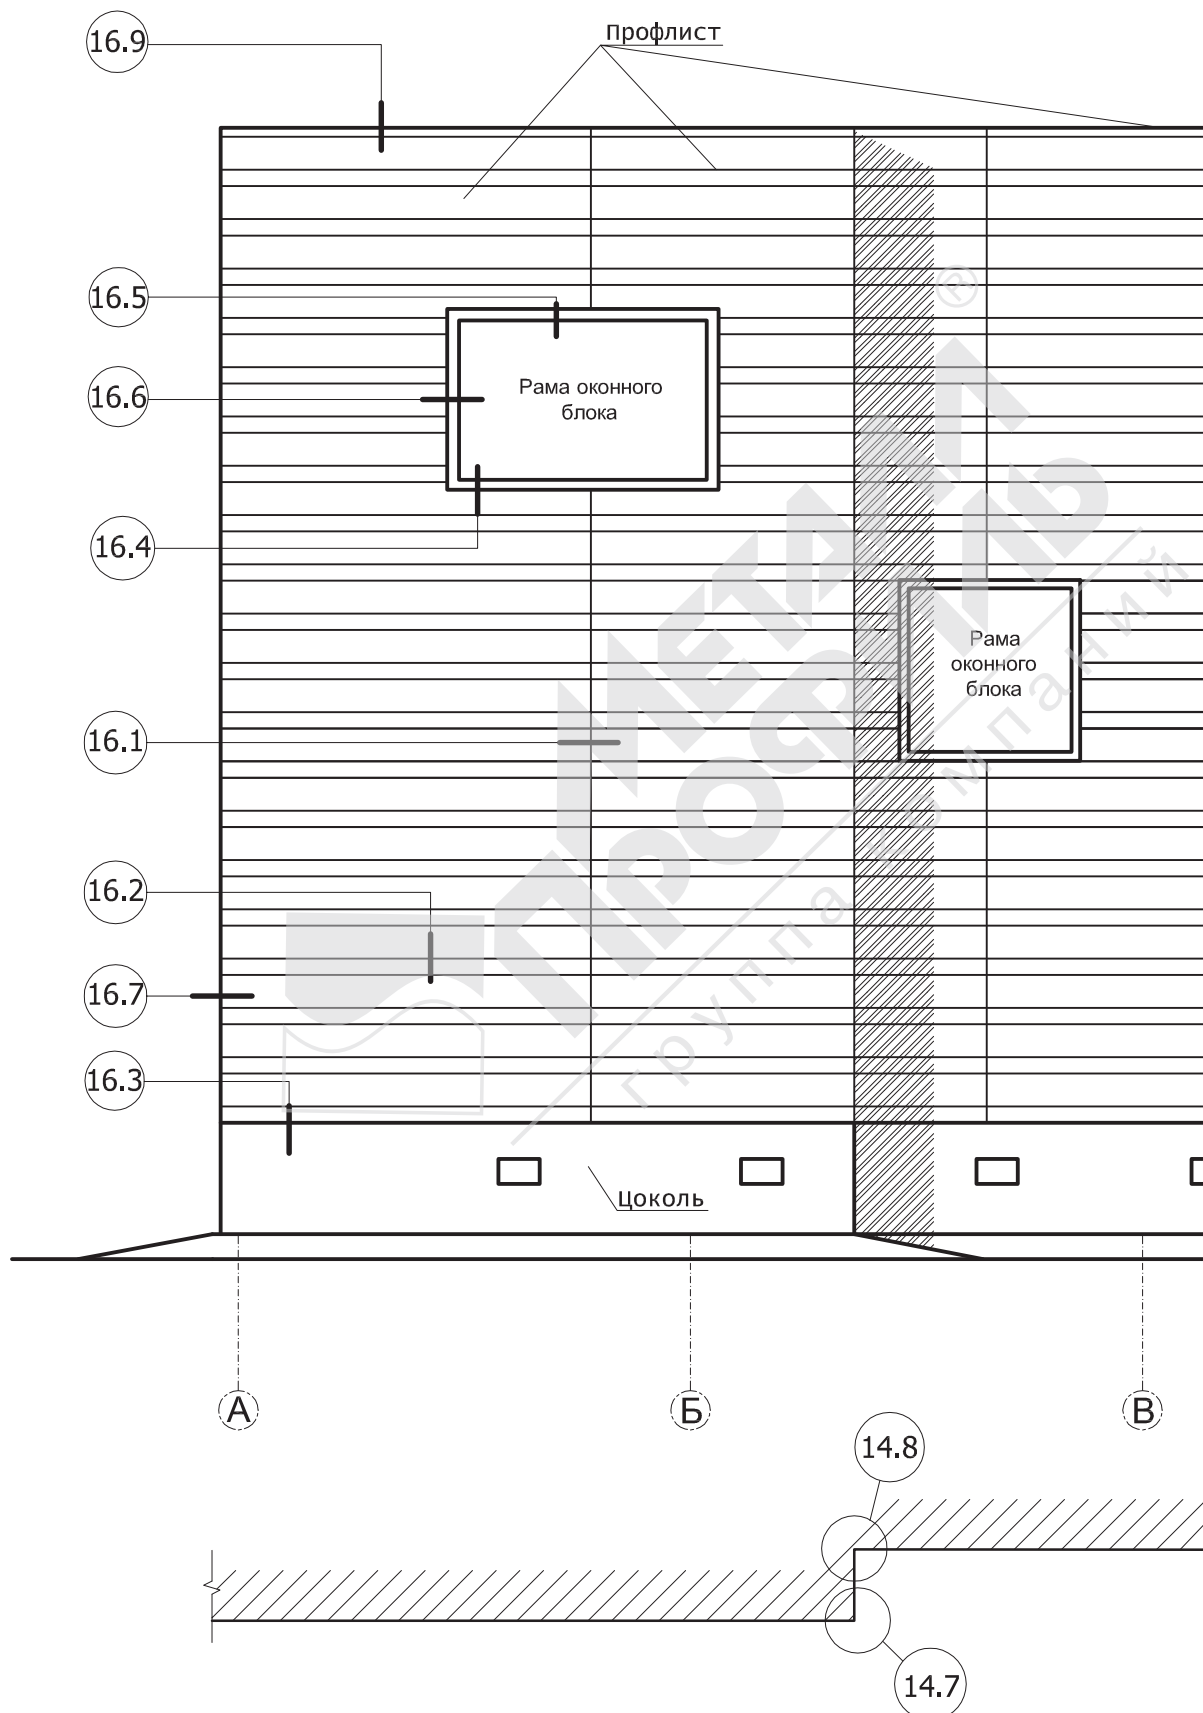 16.9
Профлист
16.5
16.6
Рама оконного
блока
16.4
Рама
оконного
блока
16.1
16.2
16.7
16.3
Цоколь
А
Б
В
14.8
14.7
МЕТАЛЛ
ПРОФИЛЬ
®
группа компаний